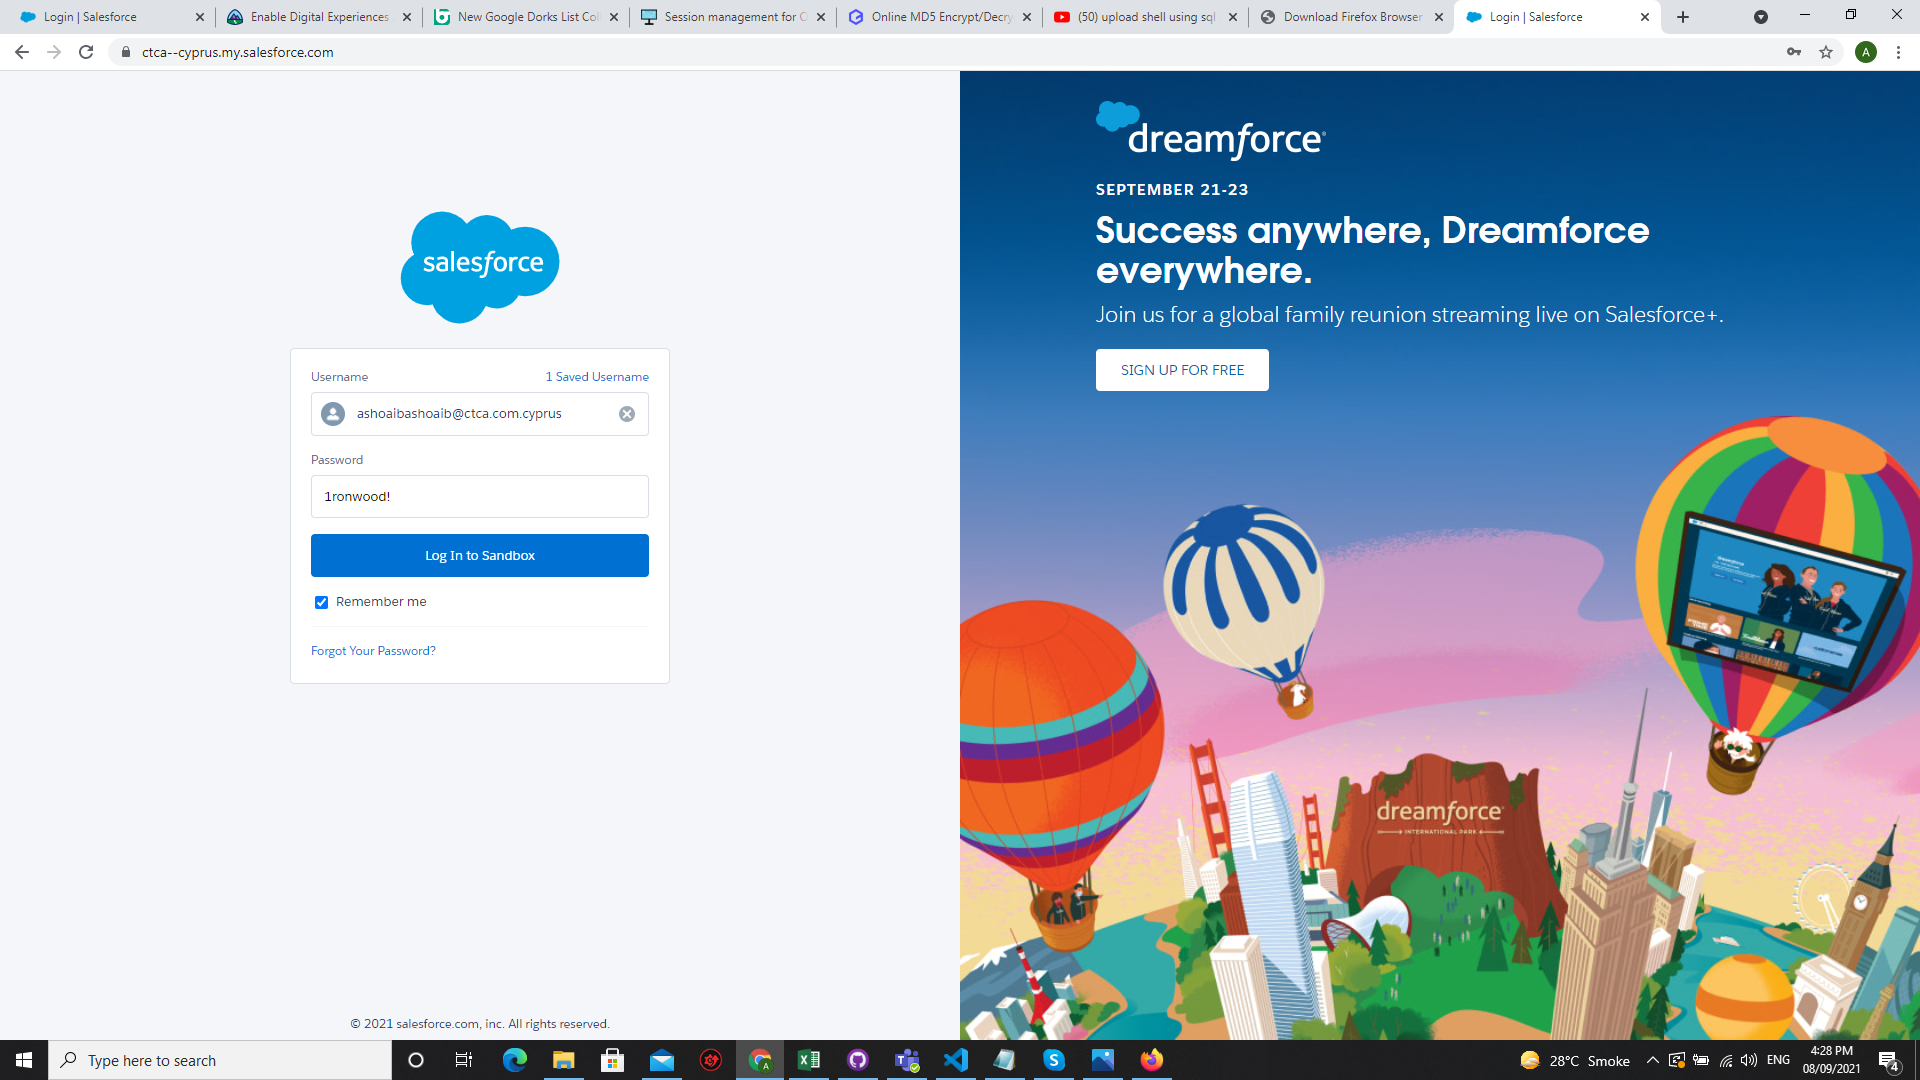 Login | Salesforce
Enable Digital Experiences
New Google Dorks List Col
Session management for C
Online MD5 Encrypt/Decry
(50) upload shell using sql
Download Firefox Browser
Login | Salesforce
ctca--cyprus.my.salesforce.com
A
salesforce
Username
1 Saved Username
ashoaibashoaib@ctca.com.cyprus
Password
1ronwood!
Log In to Sandbox
Remember me
Forgot Your Password?
© 2021 salesforce.com, inc. All rights reserved.
dreamforce
SEPTEMBER 21-23
Success anywhere, Dreamforce
everywhere.
Join us for a global family reunion streaming live on Salesforce+.
SIGN UP FOR FREE
dreamforce
INTERNATIONAL PARK
Type here to search
28°C Smoke
ENG
4:28 PM
08/09/2021
4